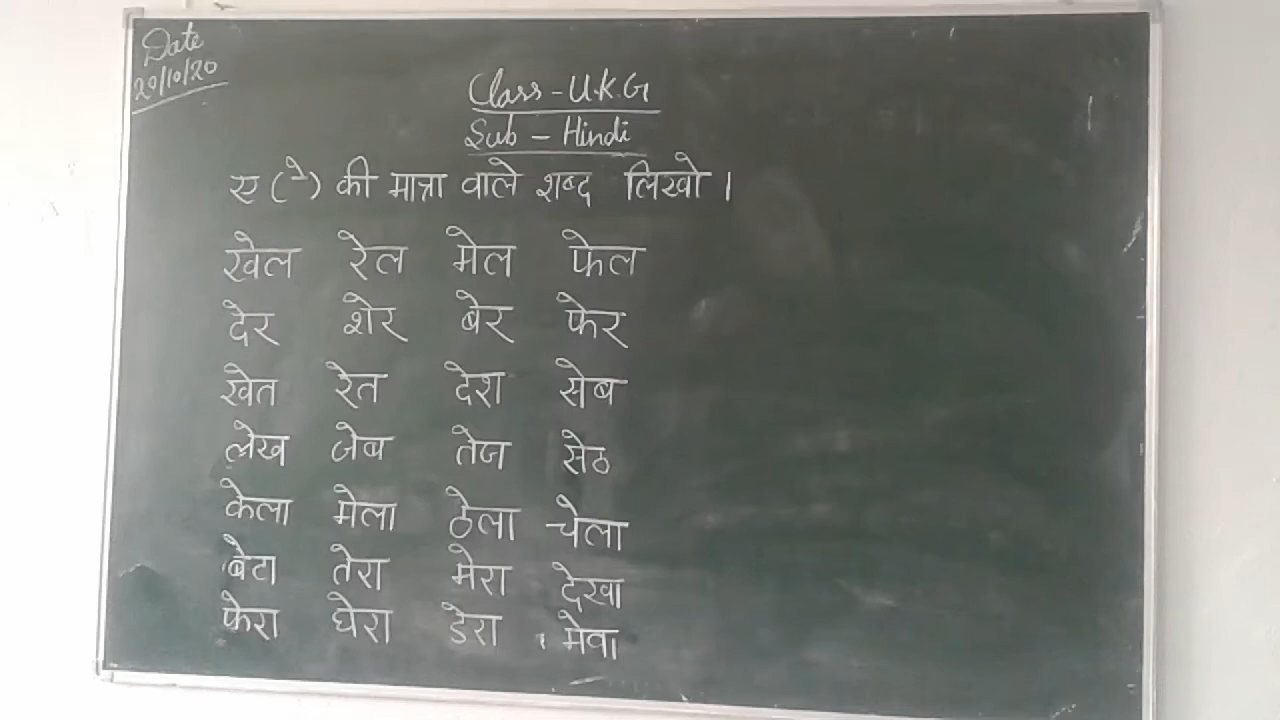 Date
20/10/20
Class - U.K.G
Sub - Hindi
ए (े) की मात्रा वाले शब्द लिखो।
खेल रेल मेल फेल
देर शेर बेर फेर
खेत रेत देश सेब
लेख जेब तेज सेठ
केला मेला ठेला चेला
बेटा तेरा मेरा देखा
फेरा घेरा डेरा मेवा